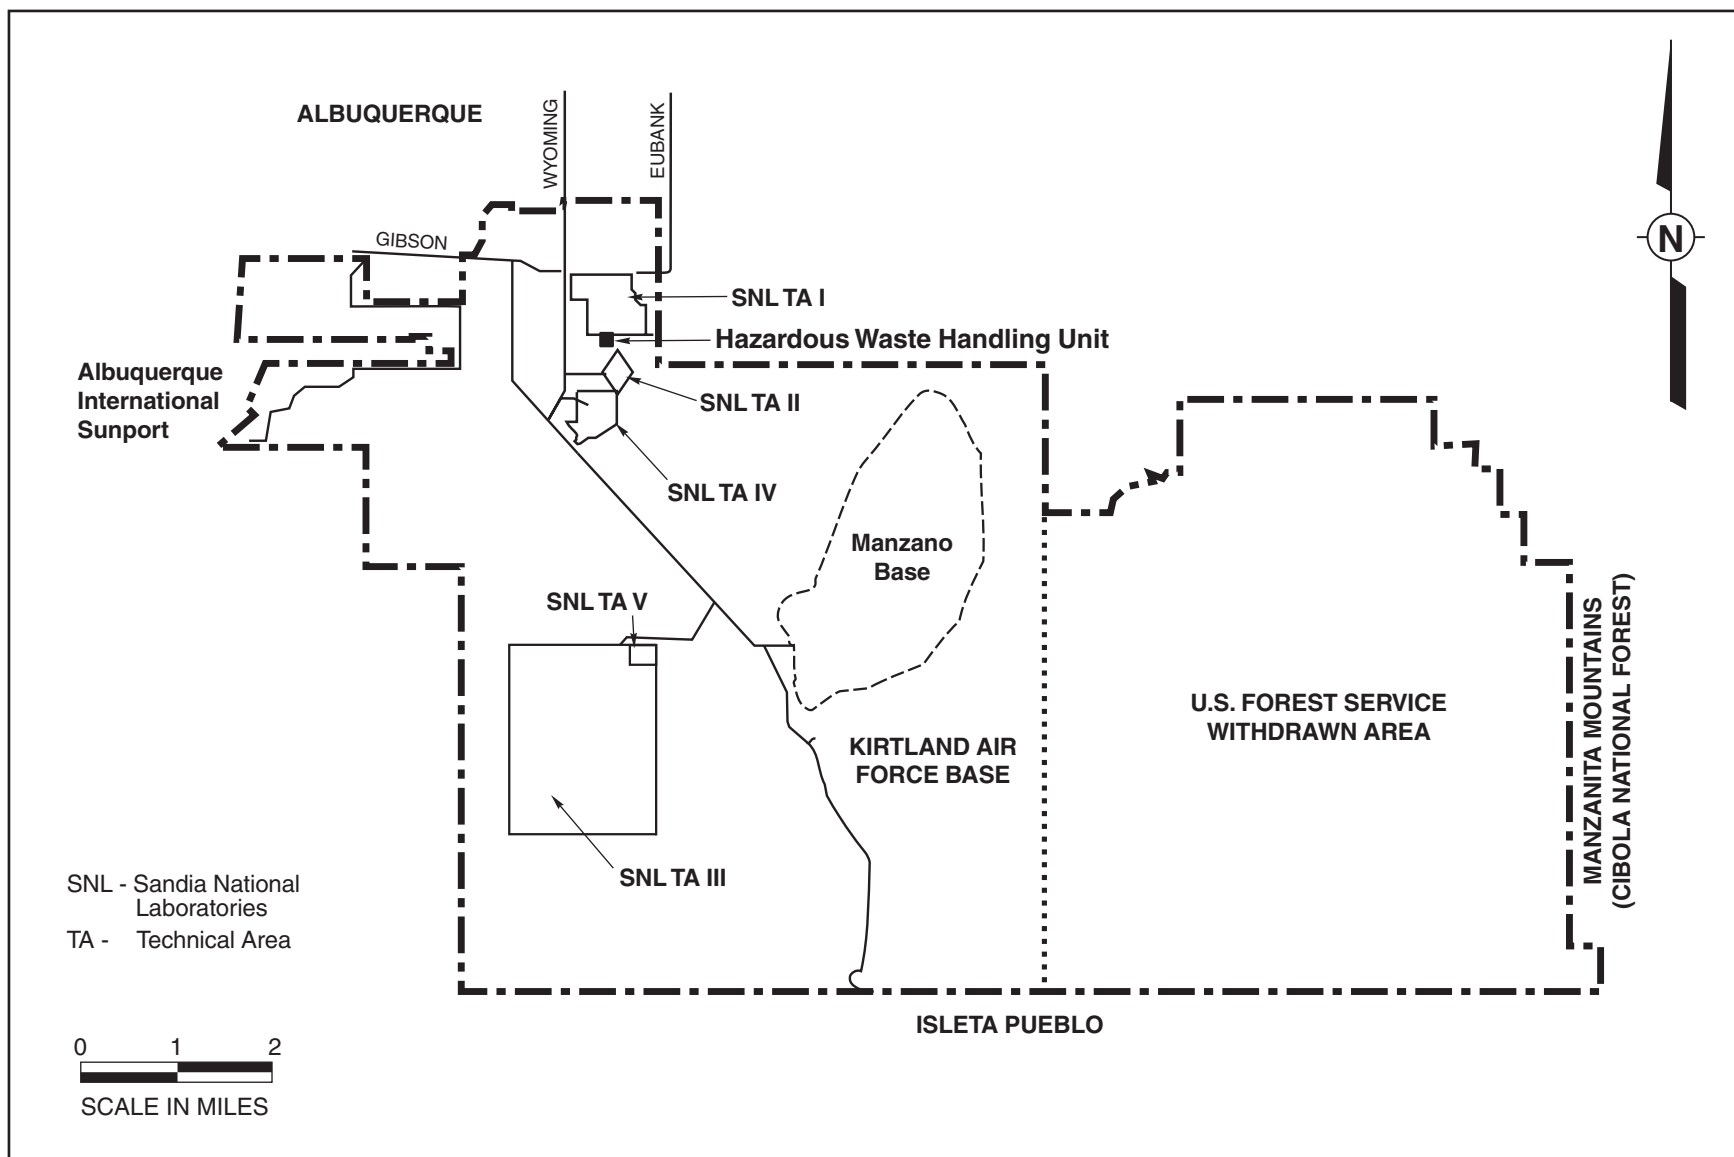 ALBUQUERQUE
WYOMING
EUBANK
GIBSON
N
SNL TA I
Hazardous Waste Handling Unit
Albuquerque
International
Sunport
SNL TA II
SNL TA IV
Manzano
Base
SNL TA V
U.S. FOREST SERVICE
WITHDRAWN AREA
MANZANITA MOUNTAINS
(CIBOLA NATIONAL FOREST)
KIRTLAND AIR
FORCE BASE
SNL TA III
SNL - Sandia National
Laboratories
TA - Technical Area
ISLETA PUEBLO
0 1 2
SCALE IN MILES